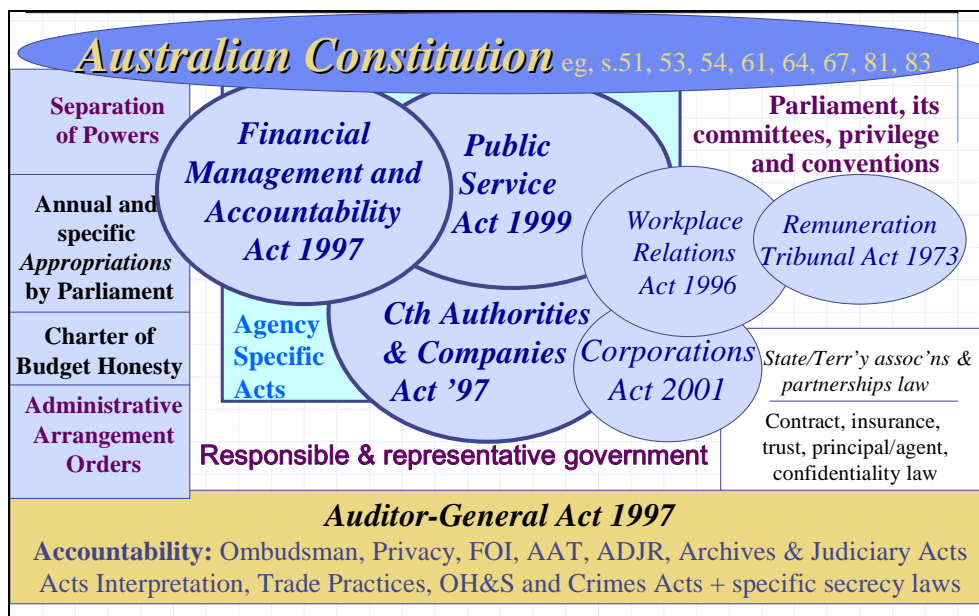 Australian Constitution eg, s.51, 53, 54, 61, 64, 67, 81, 83
Separation
of Powers
Annual and
specific
Appropriations
by Parliament
Charter of
Budget Honesty
Administrative
Arrangement
Orders
Financial
Management and
Accountability
Act 1997
Public
Service
Act 1999
Parliament, its
committees, privilege
and conventions
Workplace
Relations
Act 1996
Remuneration
Tribunal Act 1973
Agency
Specific
Acts
Cth Authorities
& Companies
Act '97
Corporations
Act 2001
State/Terr'y assoc'ns &
partnerships law
Contract, insurance,
trust, principal/agent,
confidentiality law
Responsible & representative government
Auditor-General Act 1997
Accountability: Ombudsman, Privacy, FOI, AAT, ADJR, Archives & Judiciary Acts
Acts Interpretation, Trade Practices, OH&S and Crimes Acts + specific secrecy laws